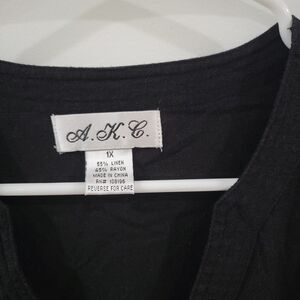 A.K.C.
1X
55% LINEN
45% RAYON
MADE IN CHINA
RN# 108196
REVERSE FOR CARE